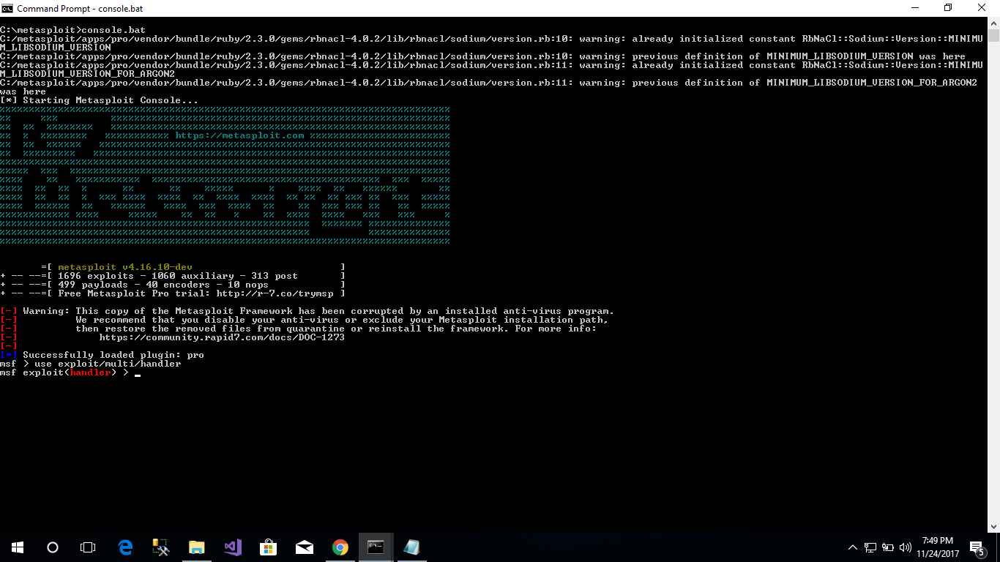 Command Prompt - console.bat
C:\metasploit>console.bat
C:/metasploit/apps/pro/vendor/bundle/ruby/2.3.0/gems/rbnacl-4.0.2/lib/rbnacl/sodium/version.rb:10: warning: already initialized constant RbNaCl::Sodium::Version::MINIMU
M_LIBSODIUM_VERSION
C:/metasploit/apps/pro/vendor/bundle/ruby/2.3.0/gems/rbnacl-4.0.2/lib/rbnacl/sodium/version.rb:10: warning: previous definition of MINIMUM_LIBSODIUM_VERSION was here
C:/metasploit/apps/pro/vendor/bundle/ruby/2.3.0/gems/rbnacl-4.0.2/lib/rbnacl/sodium/version.rb:11: warning: already initialized constant RbNaCl::Sodium::Version::MINIMU
M_LIBSODIUM_VERSION_FOR_ARGON2
C:/metasploit/apps/pro/vendor/bundle/ruby/2.3.0/gems/rbnacl-4.0.2/lib/rbnacl/sodium/version.rb:11: warning: previous definition of MINIMUM_LIBSODIUM_VERSION_FOR_ARGON2
was here
[*] Starting Metasploit Console...
https://metasploit.com
=[ metasploit v4.16.10-dev ]
+ -- --=[ 1696 exploits - 1060 auxiliary - 313 post ]
+ -- --=[ 499 payloads - 40 encoders - 10 nops ]
+ -- --=[ Free Metasploit Pro trial: http://r-7.co/trymsp ]
[-] Warning: This copy of the Metasploit Framework has been corrupted by an installed anti-virus program.
[-] We recommend that you disable your anti-virus or exclude your Metasploit installation path,
[-] then restore the removed files from quarantine or reinstall the framework. For more info:
[-] https://community.rapid7.com/docs/DOC-1273
[-]
[*] Successfully loaded plugin: pro
msf > use exploit/multi/handler
msf exploit(handler) > _
7:49 PM
11/24/2017
5